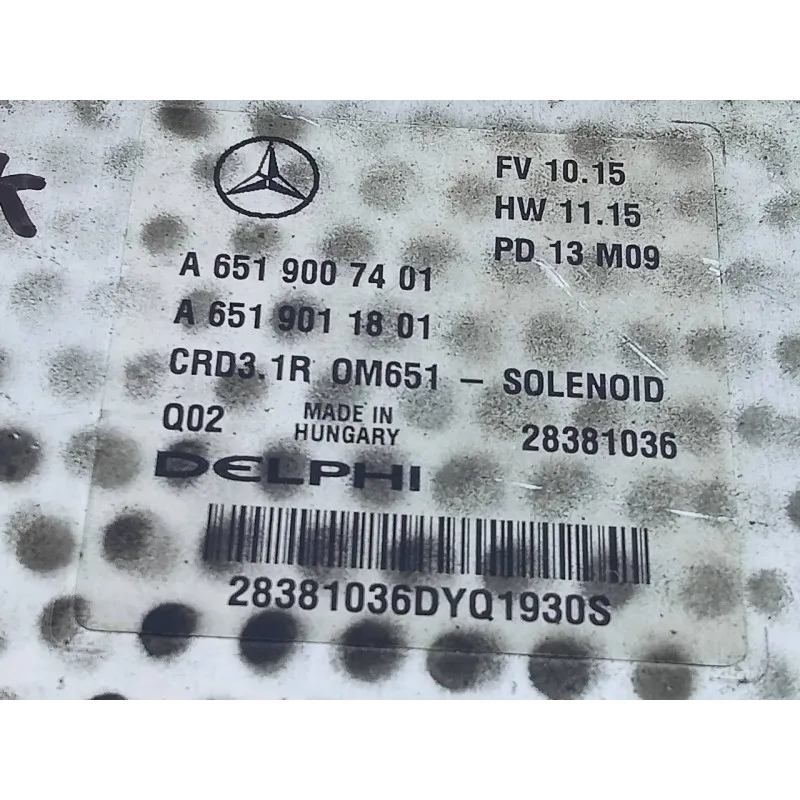 FV 10.15
HW 11.15
PD 13 M09
A 651 900 74 01
A 651 901 18 01
CRD3.1R OM651 - SOLENOID
Q02 MADE IN HUNGARY 28381036
DELPHI
28381036DYQ1930S
K